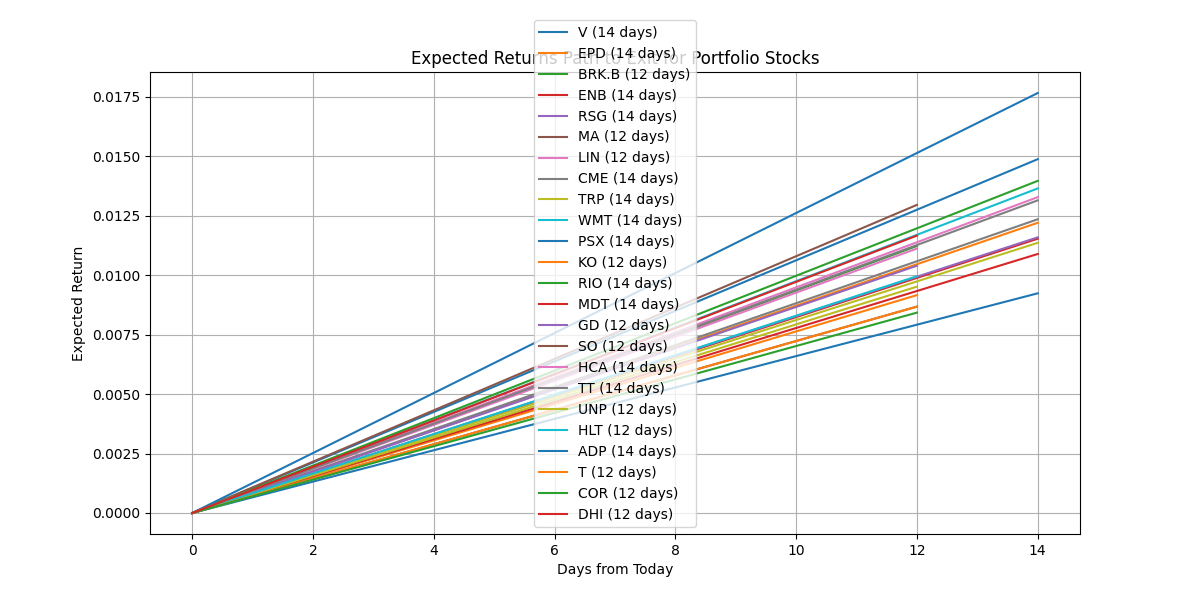 Expected Returns Path to Exit for Portfolio Stocks
V (14 days)
EPD (14 days)
BRK.B (12 days)
ENB (14 days)
RSG (14 days)
MA (12 days)
LIN (12 days)
CME (14 days)
TRP (14 days)
WMT (14 days)
PSX (14 days)
KO (12 days)
RIO (14 days)
MDT (14 days)
GD (12 days)
SO (12 days)
HCA (14 days)
TT (14 days)
UNP (12 days)
HLT (12 days)
ADP (14 days)
T (12 days)
COR (12 days)
DHI (12 days)
Expected Return
0.0175
0.0150
0.0125
0.0100
0.0075
0.0050
0.0025
0.0000
0 2 4 6 8 10 12 14
Days from Today